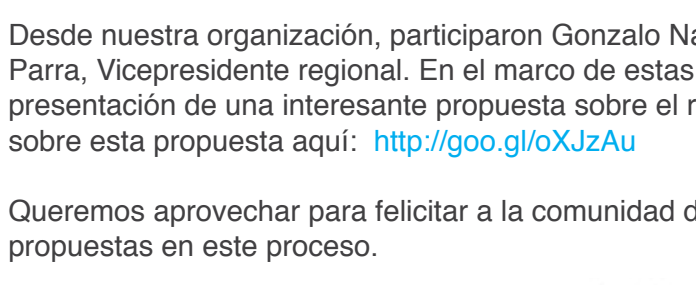 Desde nuestra organización, participaron Gonzalo
Parra, Vicepresidente regional. En el marco de estas
presentación de una interesante propuesta sobre el
sobre esta propuesta aquí: http://goo.gl/oXJzAu
Queremos aprovechar para felicitar a la comunidad
propuestas en este proceso.